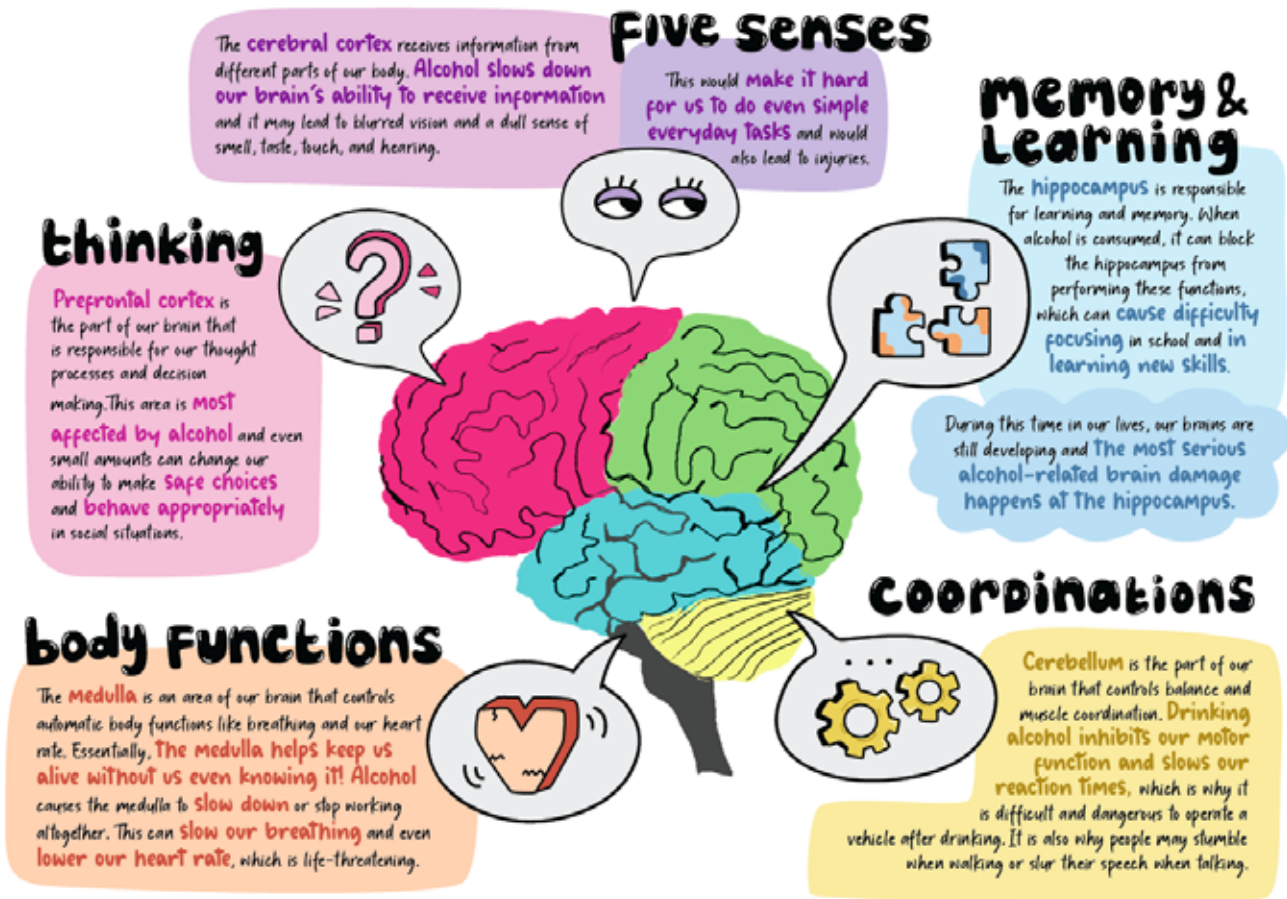 Five senses
The cerebral cortex receives information from
different parts of our body. Alcohol slows down
our brain's ability to receive information
and it may lead to blurred vision and a dull sense of
smell, taste, touch, and hearing.
This would make it hard
for us to do even simple
everyday tasks and would
also lead to injuries.
memory &
Learning
The hippocampus is responsible
for learning and memory. When
alcohol is consumed, it can block
the hippocampus from
performing these functions,
which can cause difficulty
focusing in school and in
learning new skills.
During this time in our lives, our brains are
still developing and The most serious
alcohol-related brain damage
happens at the hippocampus.
thinking
Prefrontal cortex is
the part of our brain that
is responsible for our thought
processes and decision
making.This area is most
affected by alcohol and even
small amounts can change our
ability to make safe choices
and behave appropriately
in social situations.
body Functions
The medulla is an area of our brain that controls
automatic body functions like breathing and our heart
rate. Essentially, The medulla helps keep us
alive without us even knowing it! Alcohol
causes the medulla to slow down or stop working
altogether. This can slow our breathing and even
lower our heart rate, which is life-threatening.
coordinations
Cerebellum is the part of our
brain that controls balance and
muscle coordination. Drinking
alcohol inhibits our motor
function and slows our
reaction times, which is why it
is difficult and dangerous to operate a
vehicle after drinking. It is also why people may stumble
when walking or slur their speech when talking.